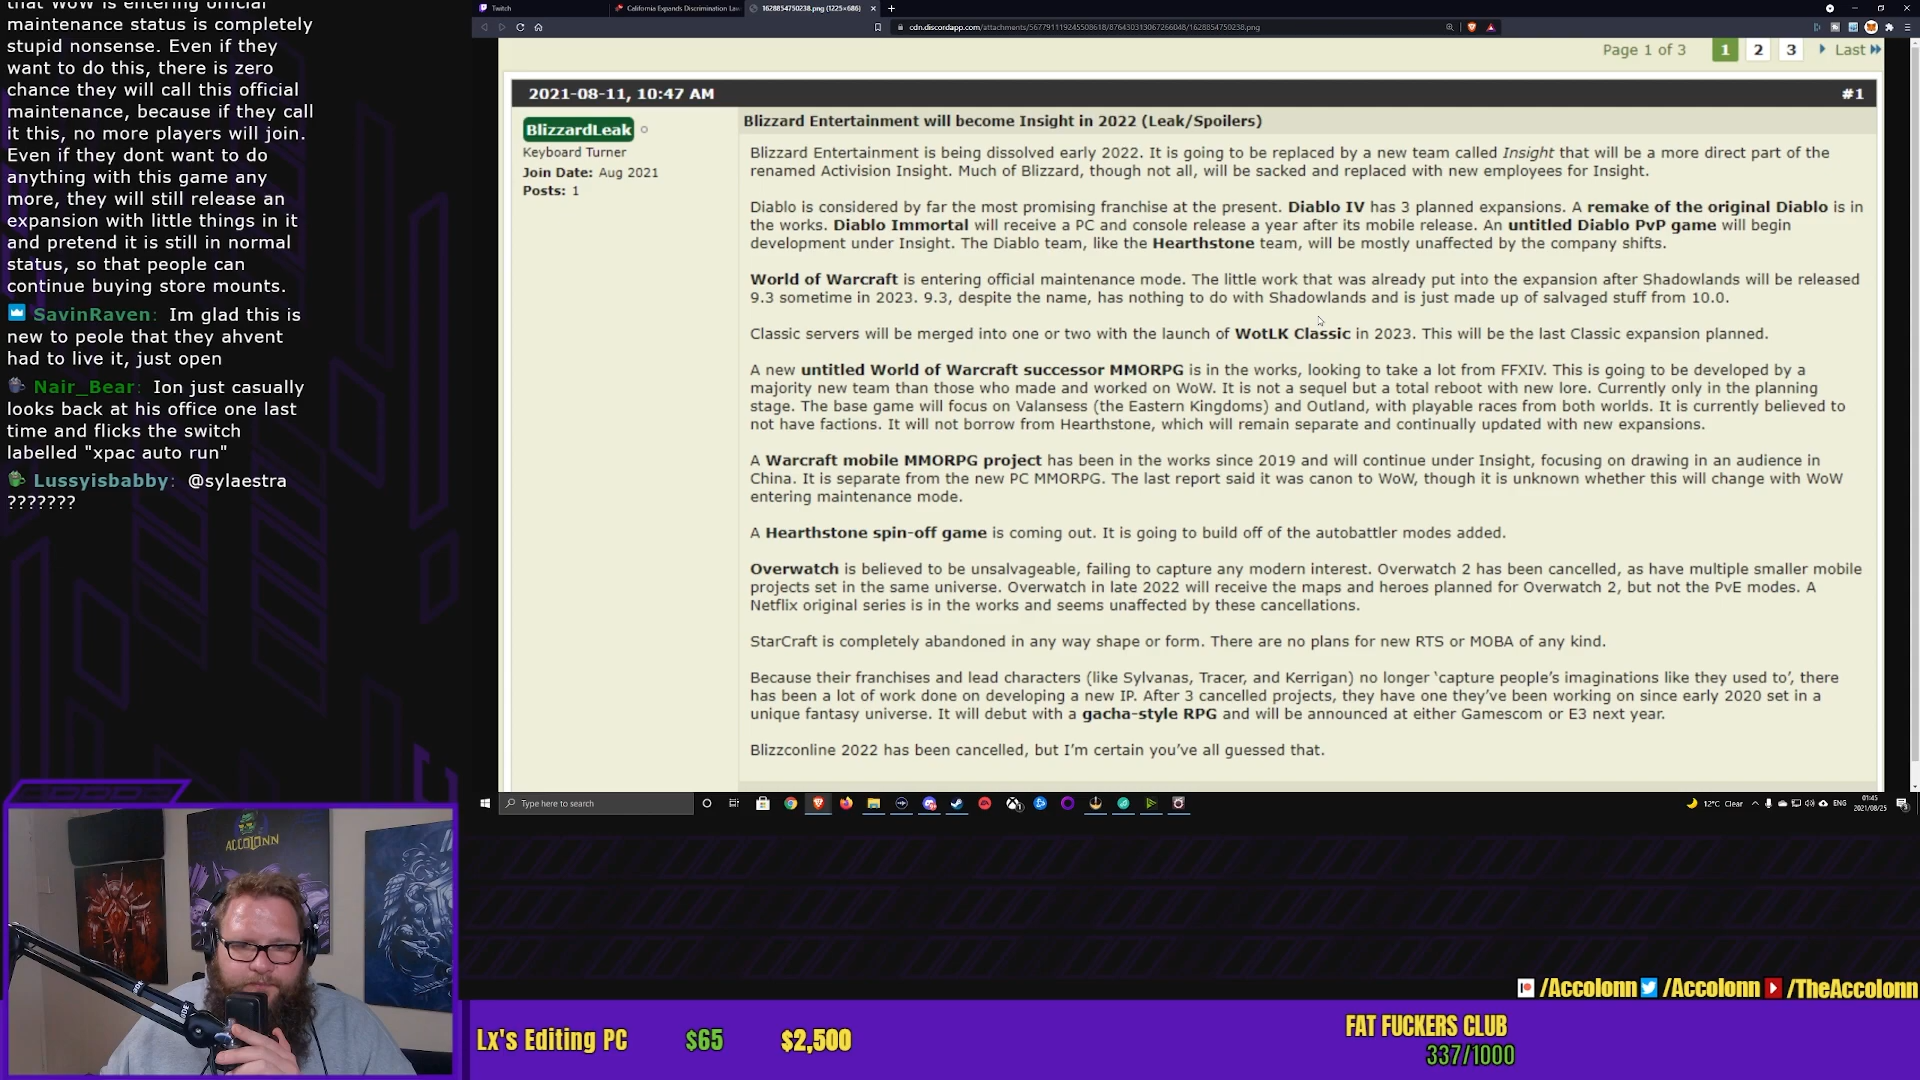 that WoW is entering official
maintenance status is completely
stupid nonsense. Even if they
want to do this, there is zero
chance they will call this official
maintenance, because if they call
it this, no more players will join.
Even if they dont want to do
anything with this game any
more, they will still release an
expansion with little things in it
and pretend it is still in normal
status, so that people can
continue buying store mounts.
SavinRaven: Im glad this is
new to peole that they ahvent
had to live it, just open
Nair_Bear: Ion just casually
looks back at his office one last
time and flicks the switch
labelled "xpac auto run"
Lussyisbabby: @sylaestra
???????
Twitch
California Expands Discrimination Law
1628854750238.png (1225×686)
cdn.discordapp.com/attachments/567791119245508618/876430313067266048/1628854750238.png
Page 1 of 3 1 2 3 Last
2021-08-11, 10:47 AM #1
BlizzardLeak
Keyboard Turner
Join Date: Aug 2021
Posts: 1
Blizzard Entertainment will become Insight in 2022 (Leak/Spoilers)
Blizzard Entertainment is being dissolved early 2022. It is going to be replaced by a new team called Insight that will be a more direct part of the
renamed Activision Insight. Much of Blizzard, though not all, will be sacked and replaced with new employees for Insight.
Diablo is considered by far the most promising franchise at the present. Diablo IV has 3 planned expansions. A remake of the original Diablo is in
the works. Diablo Immortal will receive a PC and console release a year after its mobile release. An untitled Diablo PvP game will begin
development under Insight. The Diablo team, like the Hearthstone team, will be mostly unaffected by the company shifts.
World of Warcraft is entering official maintenance mode. The little work that was already put into the expansion after Shadowlands will be released
9.3 sometime in 2023. 9.3, despite the name, has nothing to do with Shadowlands and is just made up of salvaged stuff from 10.0.
Classic servers will be merged into one or two with the launch of WotLK Classic in 2023. This will be the last Classic expansion planned.
A new untitled World of Warcraft successor MMORPG is in the works, looking to take a lot from FFXIV. This is going to be developed by a
majority new team than those who made and worked on WoW. It is not a sequel but a total reboot with new lore. Currently only in the planning
stage. The base game will focus on Valansess (the Eastern Kingdoms) and Outland, with playable races from both worlds. It is currently believed to
not have factions. It will not borrow from Hearthstone, which will remain separate and continually updated with new expansions.
A Warcraft mobile MMORPG project has been in the works since 2019 and will continue under Insight, focusing on drawing in an audience in
China. It is separate from the new PC MMORPG. The last report said it was canon to WoW, though it is unknown whether this will change with WoW
entering maintenance mode.
A Hearthstone spin-off game is coming out. It is going to build off of the autobattler modes added.
Overwatch is believed to be unsalvageable, failing to capture any modern interest. Overwatch 2 has been cancelled, as have multiple smaller mobile
projects set in the same universe. Overwatch in late 2022 will receive the maps and heroes planned for Overwatch 2, but not the PvE modes. A
Netflix original series is in the works and seems unaffected by these cancellations.
StarCraft is completely abandoned in any way shape or form. There are no plans for new RTS or MOBA of any kind.
Because their franchises and lead characters (like Sylvanas, Tracer, and Kerrigan) no longer ‘capture people’s imaginations like they used to’, there
has been a lot of work done on developing a new IP. After 3 cancelled projects, they have one they’ve been working on since early 2020 set in a
unique fantasy universe. It will debut with a gacha-style RPG and will be announced at either Gamescom or E3 next year.
Blizzconline 2022 has been cancelled, but I’m certain you’ve all guessed that.
Type here to search
12°C Clear
ENG
01:45
2021/08/25
ACCOLONN
/Accolonn /Accolonn /TheAccolonn
Lx's Editing PC $65 $2,500
FAT FUCKERS CLUB
337/1000